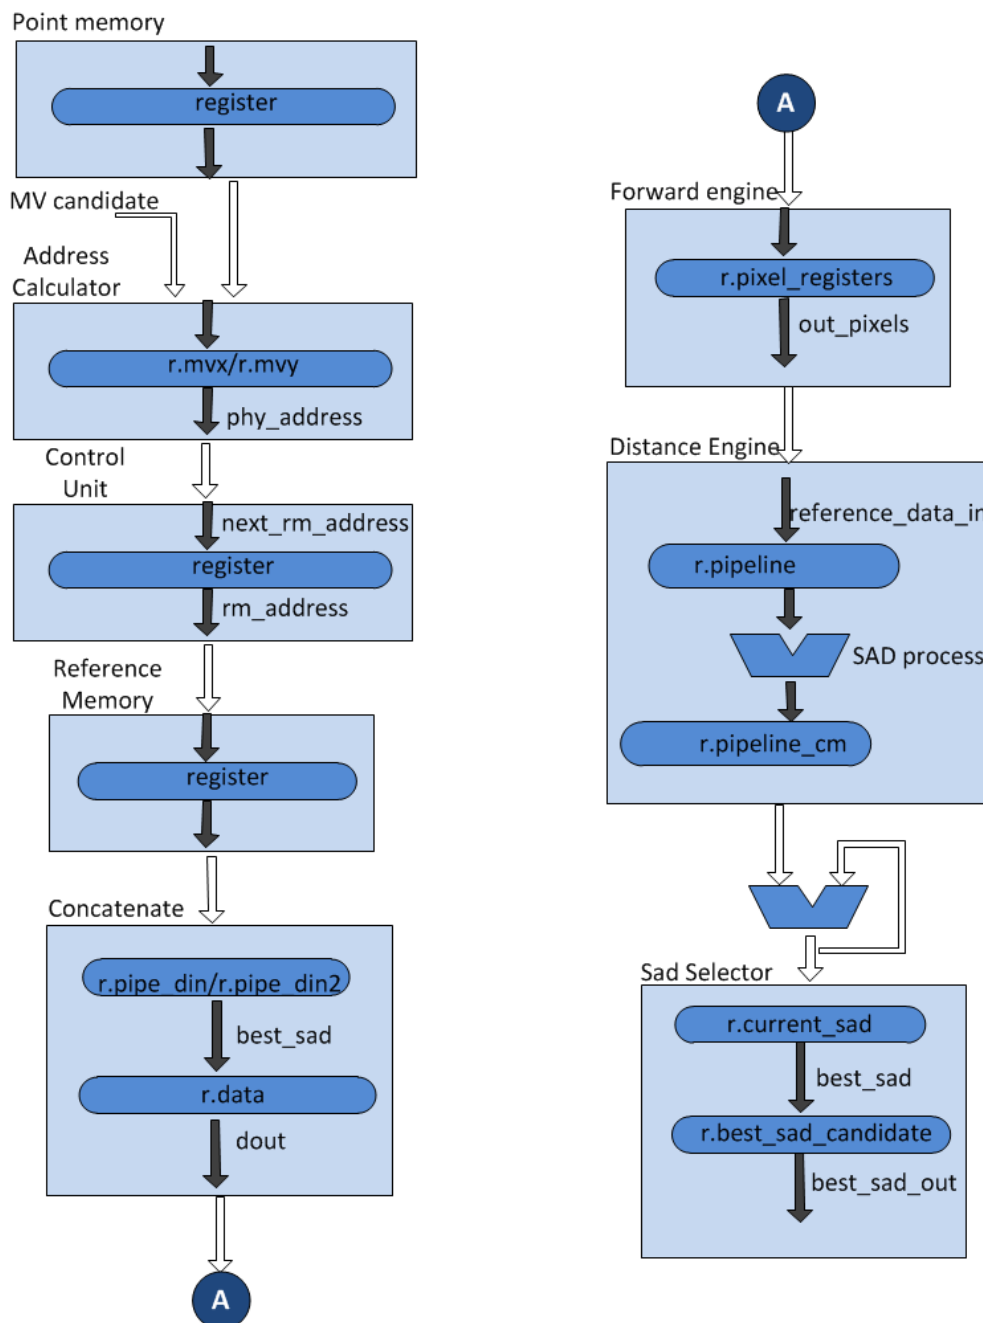 Point memory
register
MV candidate
Address
Calculator
r.mvx/r.mvy
phy_address
Control
Unit
next_rm_address
register
rm_address
Reference
Memory
register
Concatenate
r.pipe_din/r.pipe_din2
best_sad
r.data
dout
A
A
Forward engine
r.pixel_registers
out_pixels
Distance Engine
reference_data_in
r.pipeline
SAD process
r.pipeline_cm
Sad Selector
r.current_sad
best_sad
r.best_sad_candidate
best_sad_out